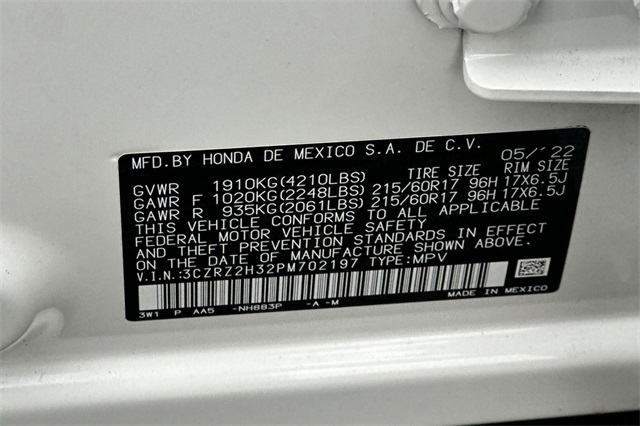 MFD.BY HONDA DE MEXICO S.A. DE C.V. 05/'22
GVWR 1910KG(4210LBS) TIRE SIZE RIM SIZE
GAWR F 1020KG(2248LBS) 215/60R17 96H 17X6.5J
GAWR R 935KG(2061LBS) 215/60R17 96H 17X6.5J
THIS VEHICLE CONFORMS TO ALL APPLICABLE
FEDERAL MOTOR VEHICLE SAFETY
AND THEFT PREVENTION STANDARDS IN EFFECT
ON THE DATE OF MANUFACTURE SHOWN ABOVE.
V.I.N.:3CZRZ2H32PM702197 TYPE:MPV
3W1 P AA5 -NH883P -A -M MADE IN MEXICO